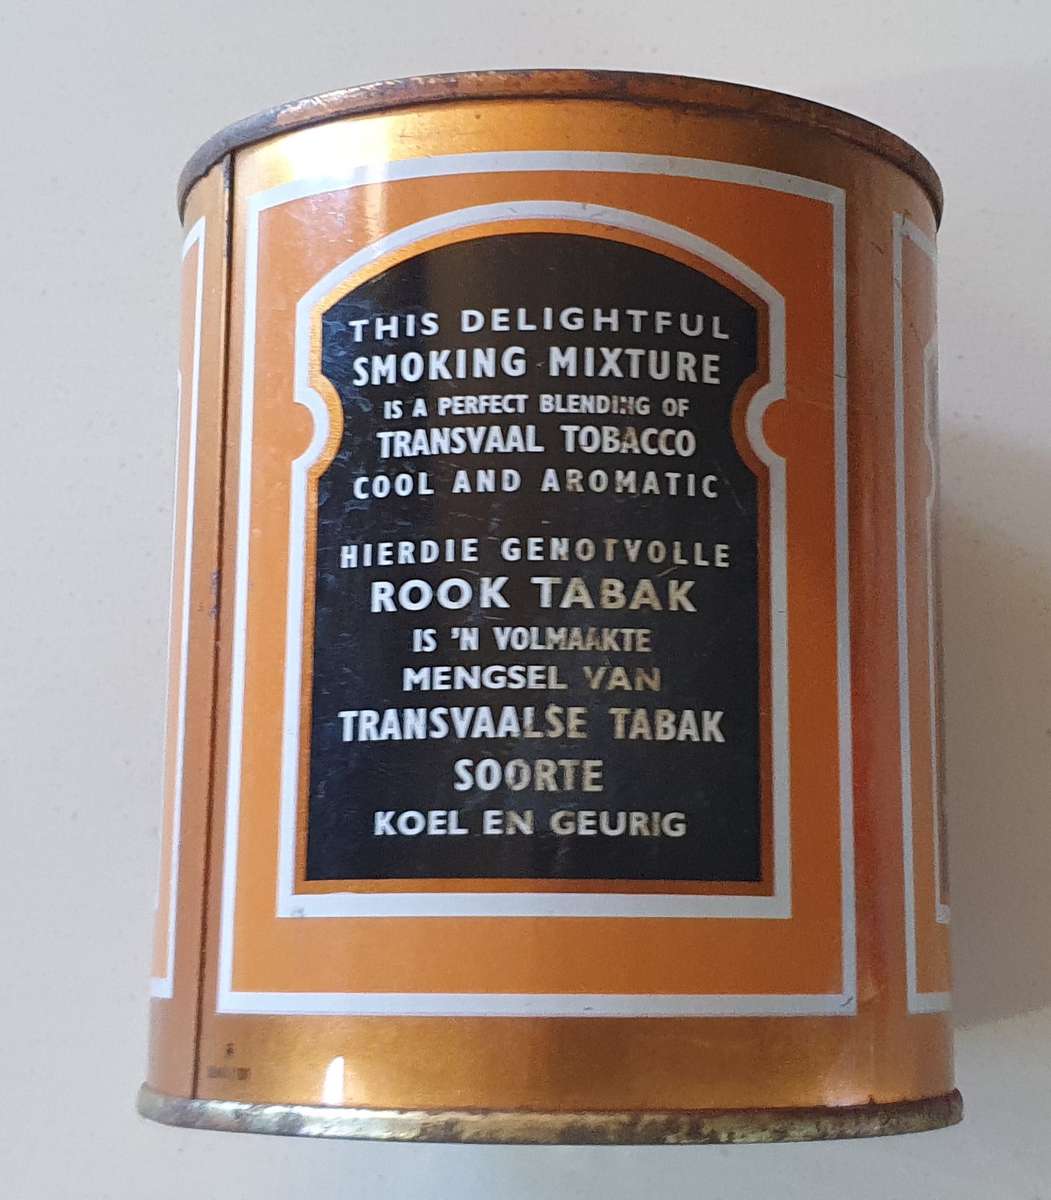 THIS DELIGHTFUL
SMOKING MIXTURE
IS A PERFECT BLENDING OF
TRANSVAAL TOBACCO
COOL AND AROMATIC
HIERDIE GENOTVOLLE
ROOK TABAK
IS 'N VOLMAAKTE
MENGSEL VAN
TRANSVAALSE TABAK
SOORTE
KOEL EN GEURIG